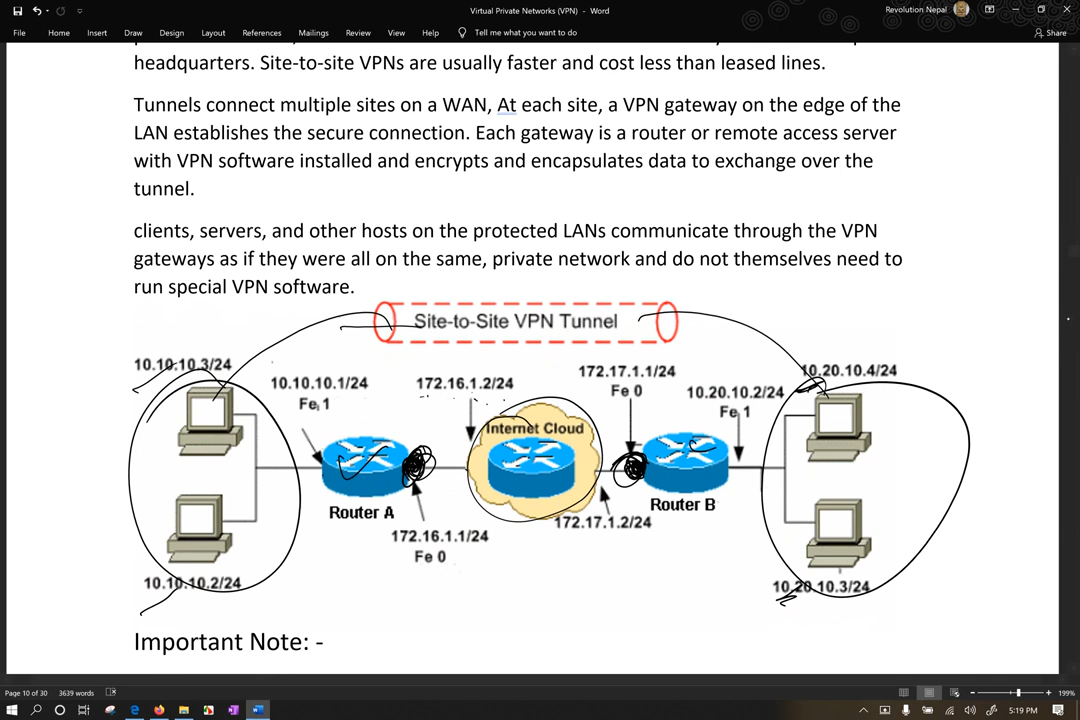 Virtual Private Networks (VPN) - Word
Revolution Nepal
File Home Insert Draw Design Layout References Mailings Review View Help Tell me what you want to do
Share
headquarters. Site-to-site VPNs are usually faster and cost less than leased lines.
Tunnels connect multiple sites on a WAN, At each site, a VPN gateway on the edge of the
LAN establishes the secure connection. Each gateway is a router or remote access server
with VPN software installed and encrypts and encapsulates data to exchange over the
tunnel.
clients, servers, and other hosts on the protected LANs communicate through the VPN
gateways as if they were all on the same, private network and do not themselves need to
run special VPN software.
Site-to-Site VPN Tunnel
10.10.10.3/24
10.10.10.1/24
Fe 1
172.16.1.2/24
172.17.1.1/24
Fe 0
10.20.10.2/24
Fe 1
10.20.10.4/24
Internet Cloud
Router A
Router B
172.16.1.1/24
Fe 0
172.17.1.2/24
10.10.10.2/24
10.20.10.3/24
Important Note: -
Page 10 of 30 3639 words
199%
5:19 PM